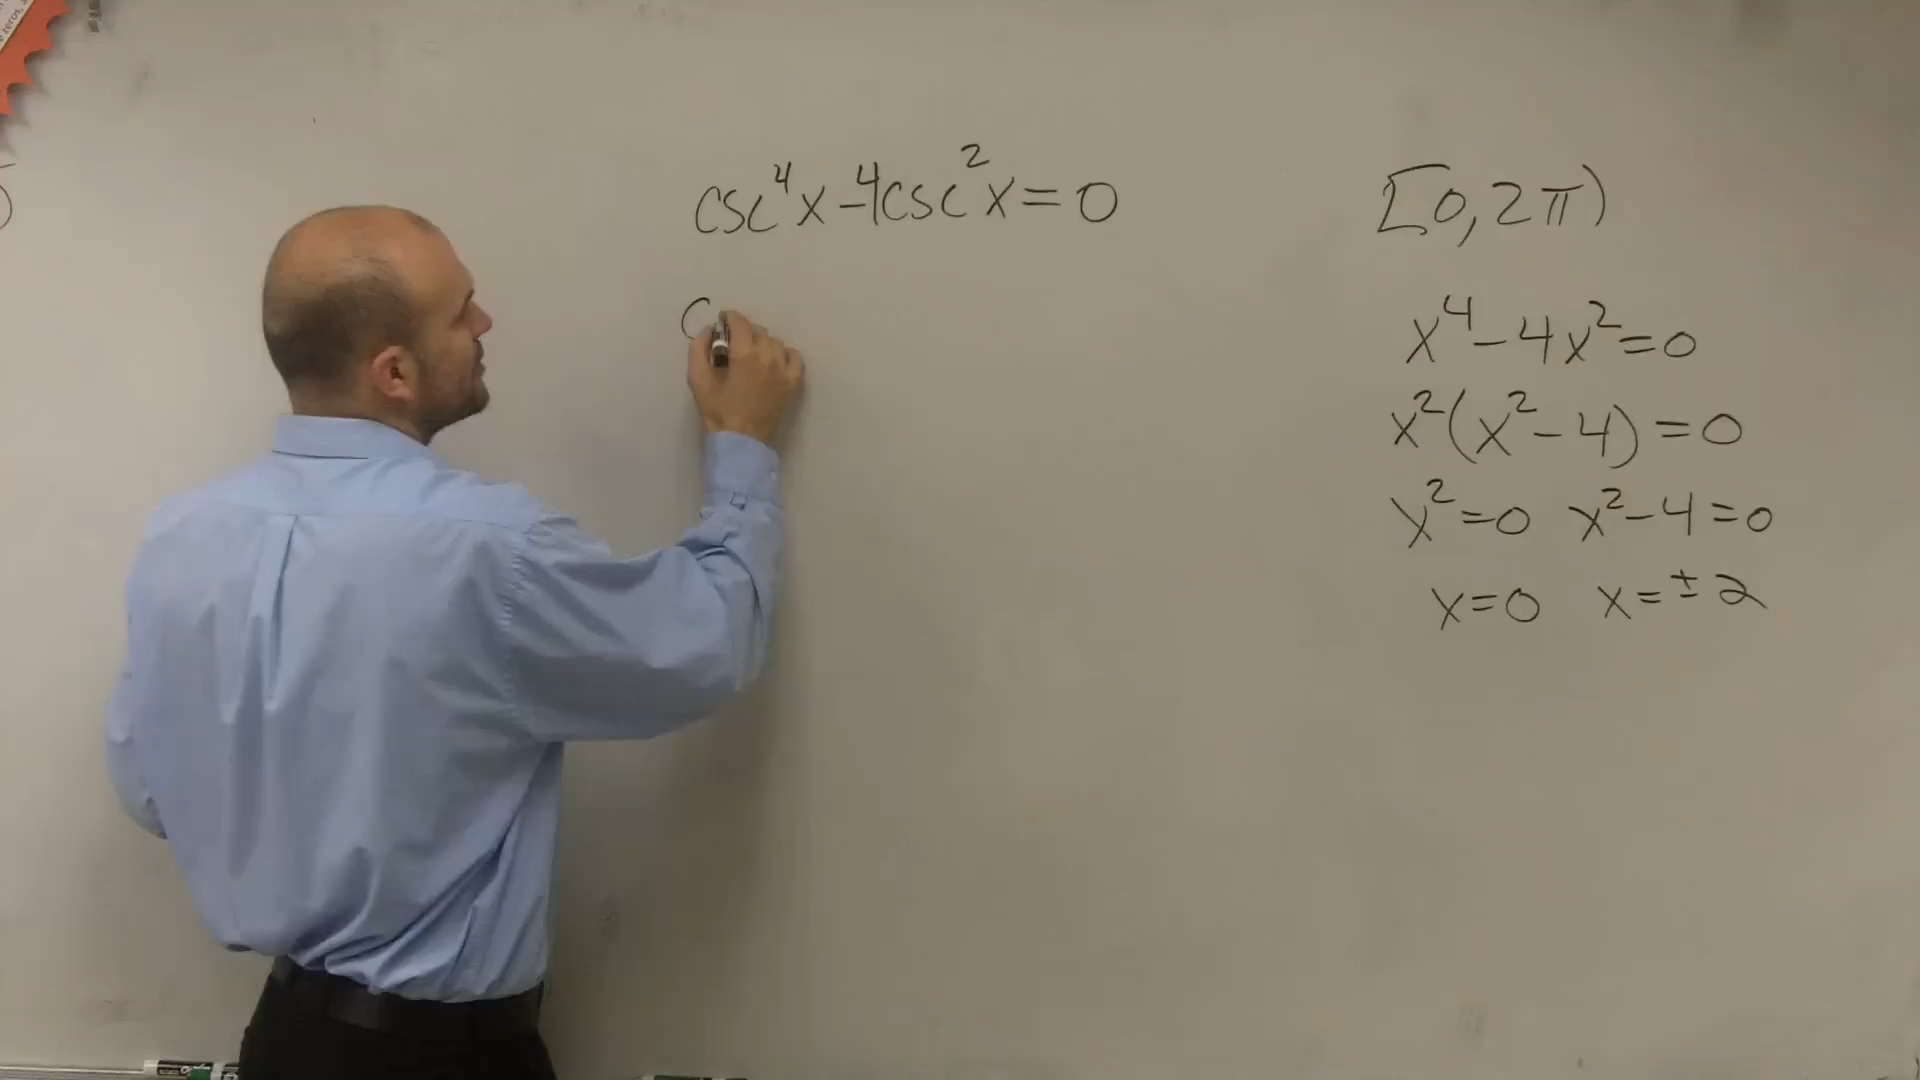 csc⁴x-4csc²x=0
[0,2π)
c
x⁴-4x²=0
x²(x²-4)=0
x²=0 x²-4=0
x=0 x=±2